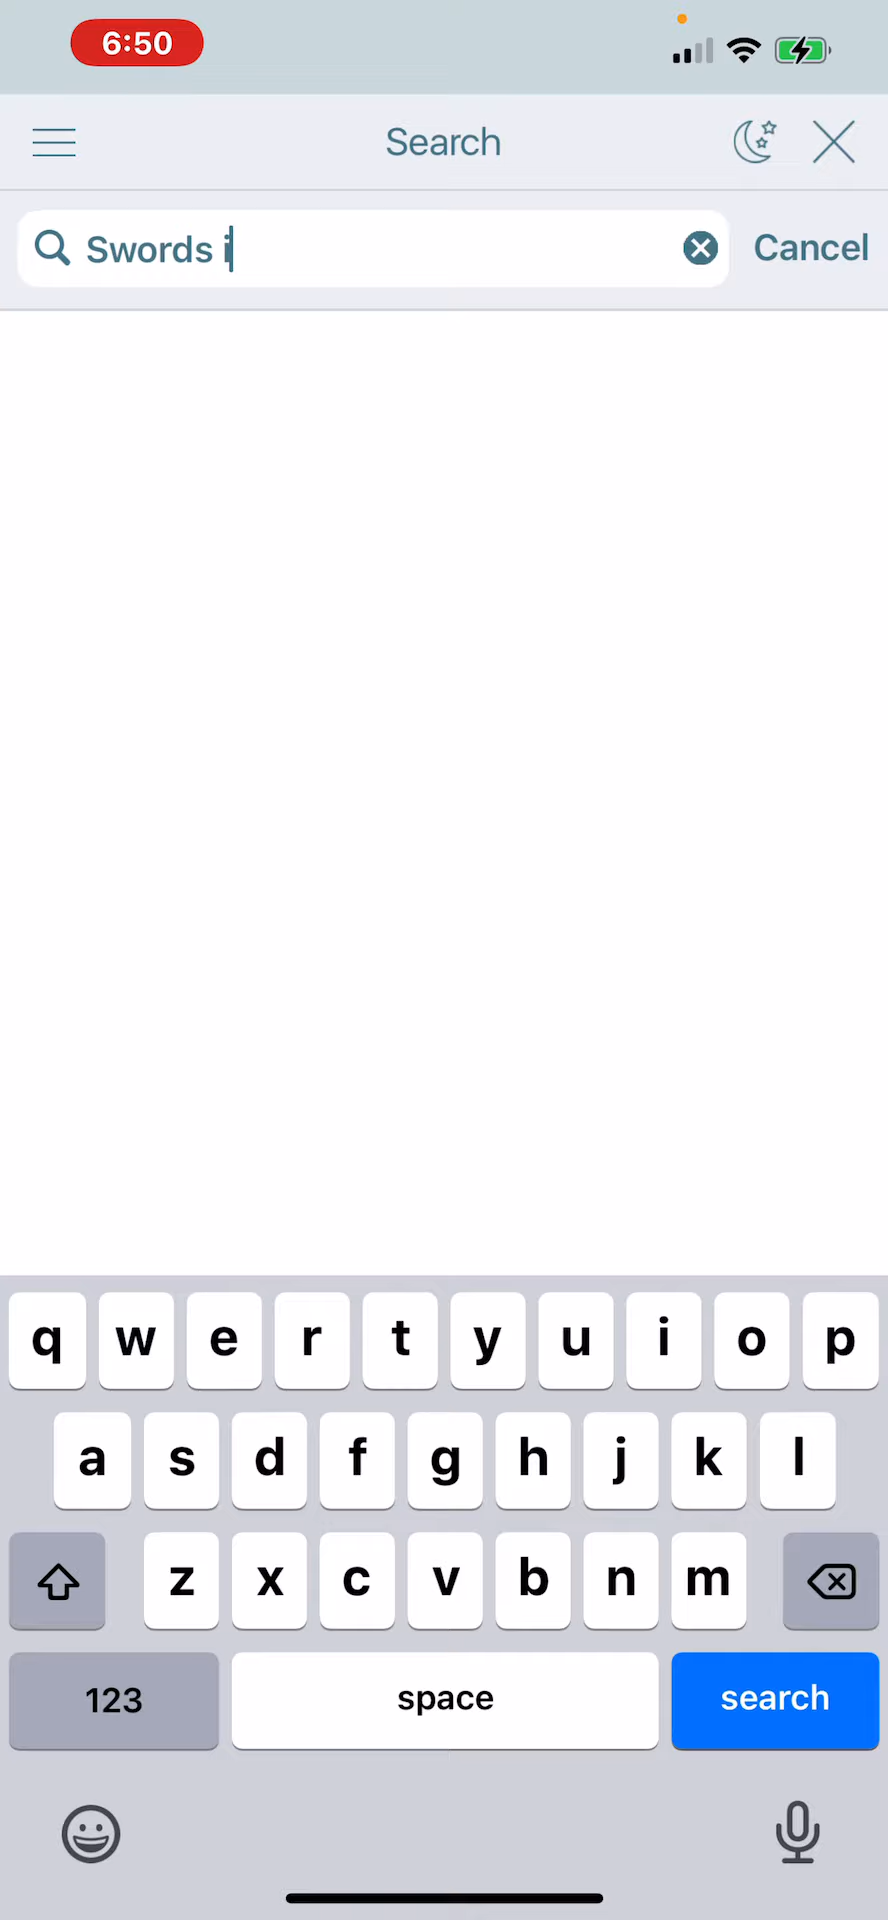 6:50
Search
Swords i
Cancel
q w e r t y u i o p
a s d f g h j k l
z x c v b n m
123 space search